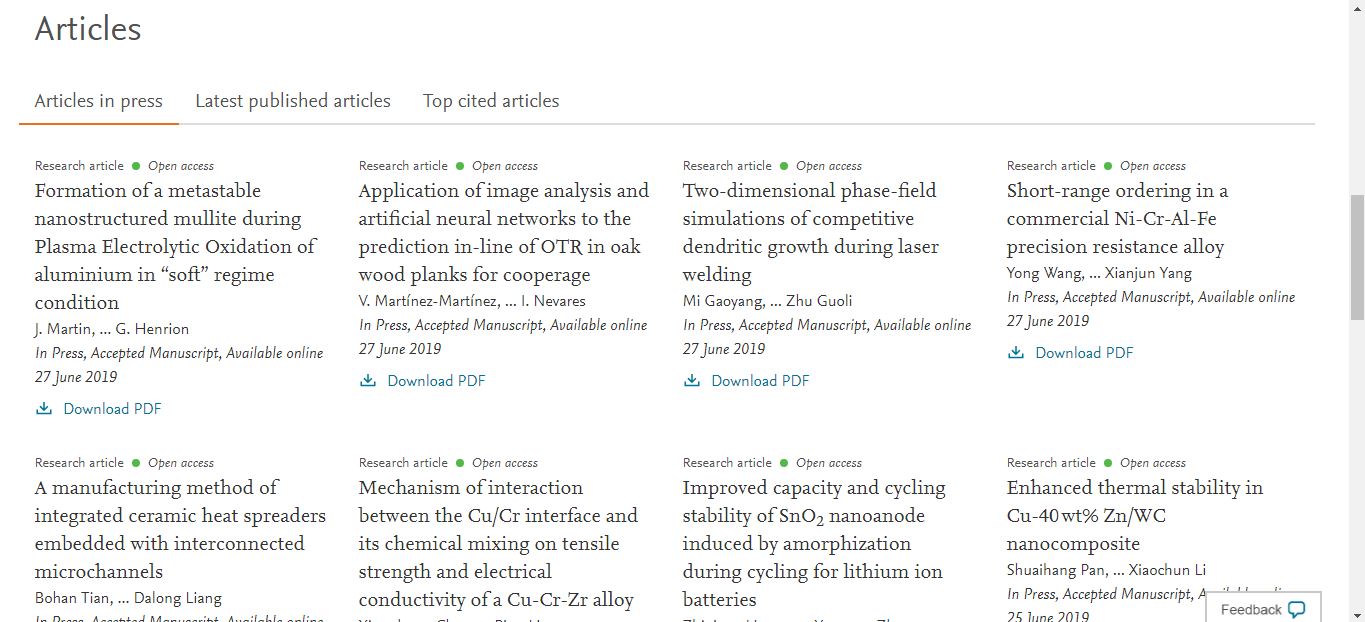 Articles
Articles in press
Latest published articles
Top cited articles
Research article Open access
Formation of a metastable
nanostructured mullite during
Plasma Electrolytic Oxidation of
aluminium in “soft” regime
condition
J. Martin, ... G. Henrion
In Press, Accepted Manuscript, Available online
27 June 2019
Download PDF
Research article Open access
Application of image analysis and
artificial neural networks to the
prediction in-line of OTR in oak
wood planks for cooperage
V. Martínez-Martínez, ... I. Nevares
In Press, Accepted Manuscript, Available online
27 June 2019
Download PDF
Research article Open access
Two-dimensional phase-field
simulations of competitive
dendritic growth during laser
welding
Mi Gaoyang, ... Zhu Guoli
In Press, Accepted Manuscript, Available online
27 June 2019
Download PDF
Research article Open access
Short-range ordering in a
commercial Ni-Cr-Al-Fe
precision resistance alloy
Yong Wang, ... Xianjun Yang
In Press, Accepted Manuscript, Available online
27 June 2019
Download PDF
Research article Open access
A manufacturing method of
integrated ceramic heat spreaders
embedded with interconnected
microchannels
Bohan Tian, ... Dalong Liang
In Press, Accepted Manuscript, Available online
Research article Open access
Mechanism of interaction
between the Cu/Cr interface and
its chemical mixing on tensile
strength and electrical
conductivity of a Cu-Cr-Zr alloy
Research article Open access
Improved capacity and cycling
stability of SnO2 nanoanode
induced by amorphization
during cycling for lithium ion
batteries
Research article Open access
Enhanced thermal stability in
Cu-40 wt% Zn/WC
nanocomposite
Shuaihang Pan, ... Xiaochun Li
In Press, Accepted Manuscript,
25 June 2019
Feedback